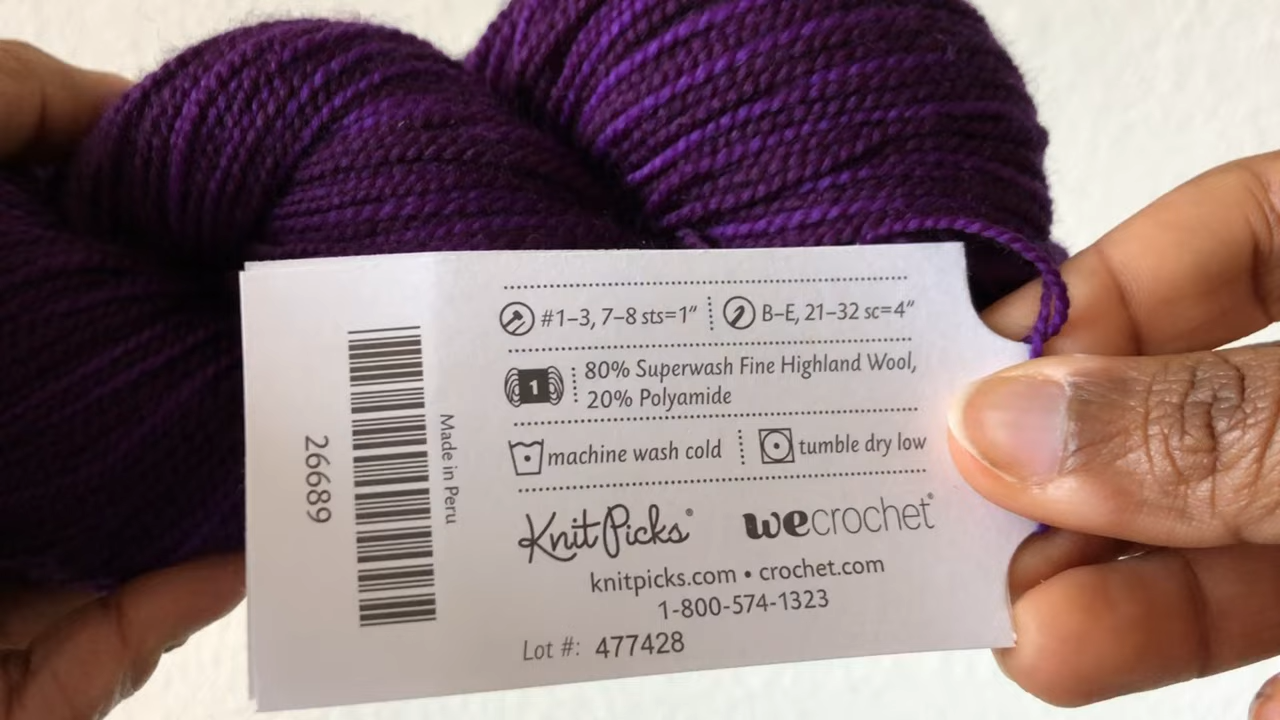 #1–3, 7–8 sts=1" B–E, 21–32 sc=4"
1 80% Superwash Fine Highland Wool,
20% Polyamide
machine wash cold tumble dry low
KnitPicks® wecrochet®
knitpicks.com • crochet.com
1-800-574-1323
Lot #: 477428
Made in Peru
26689